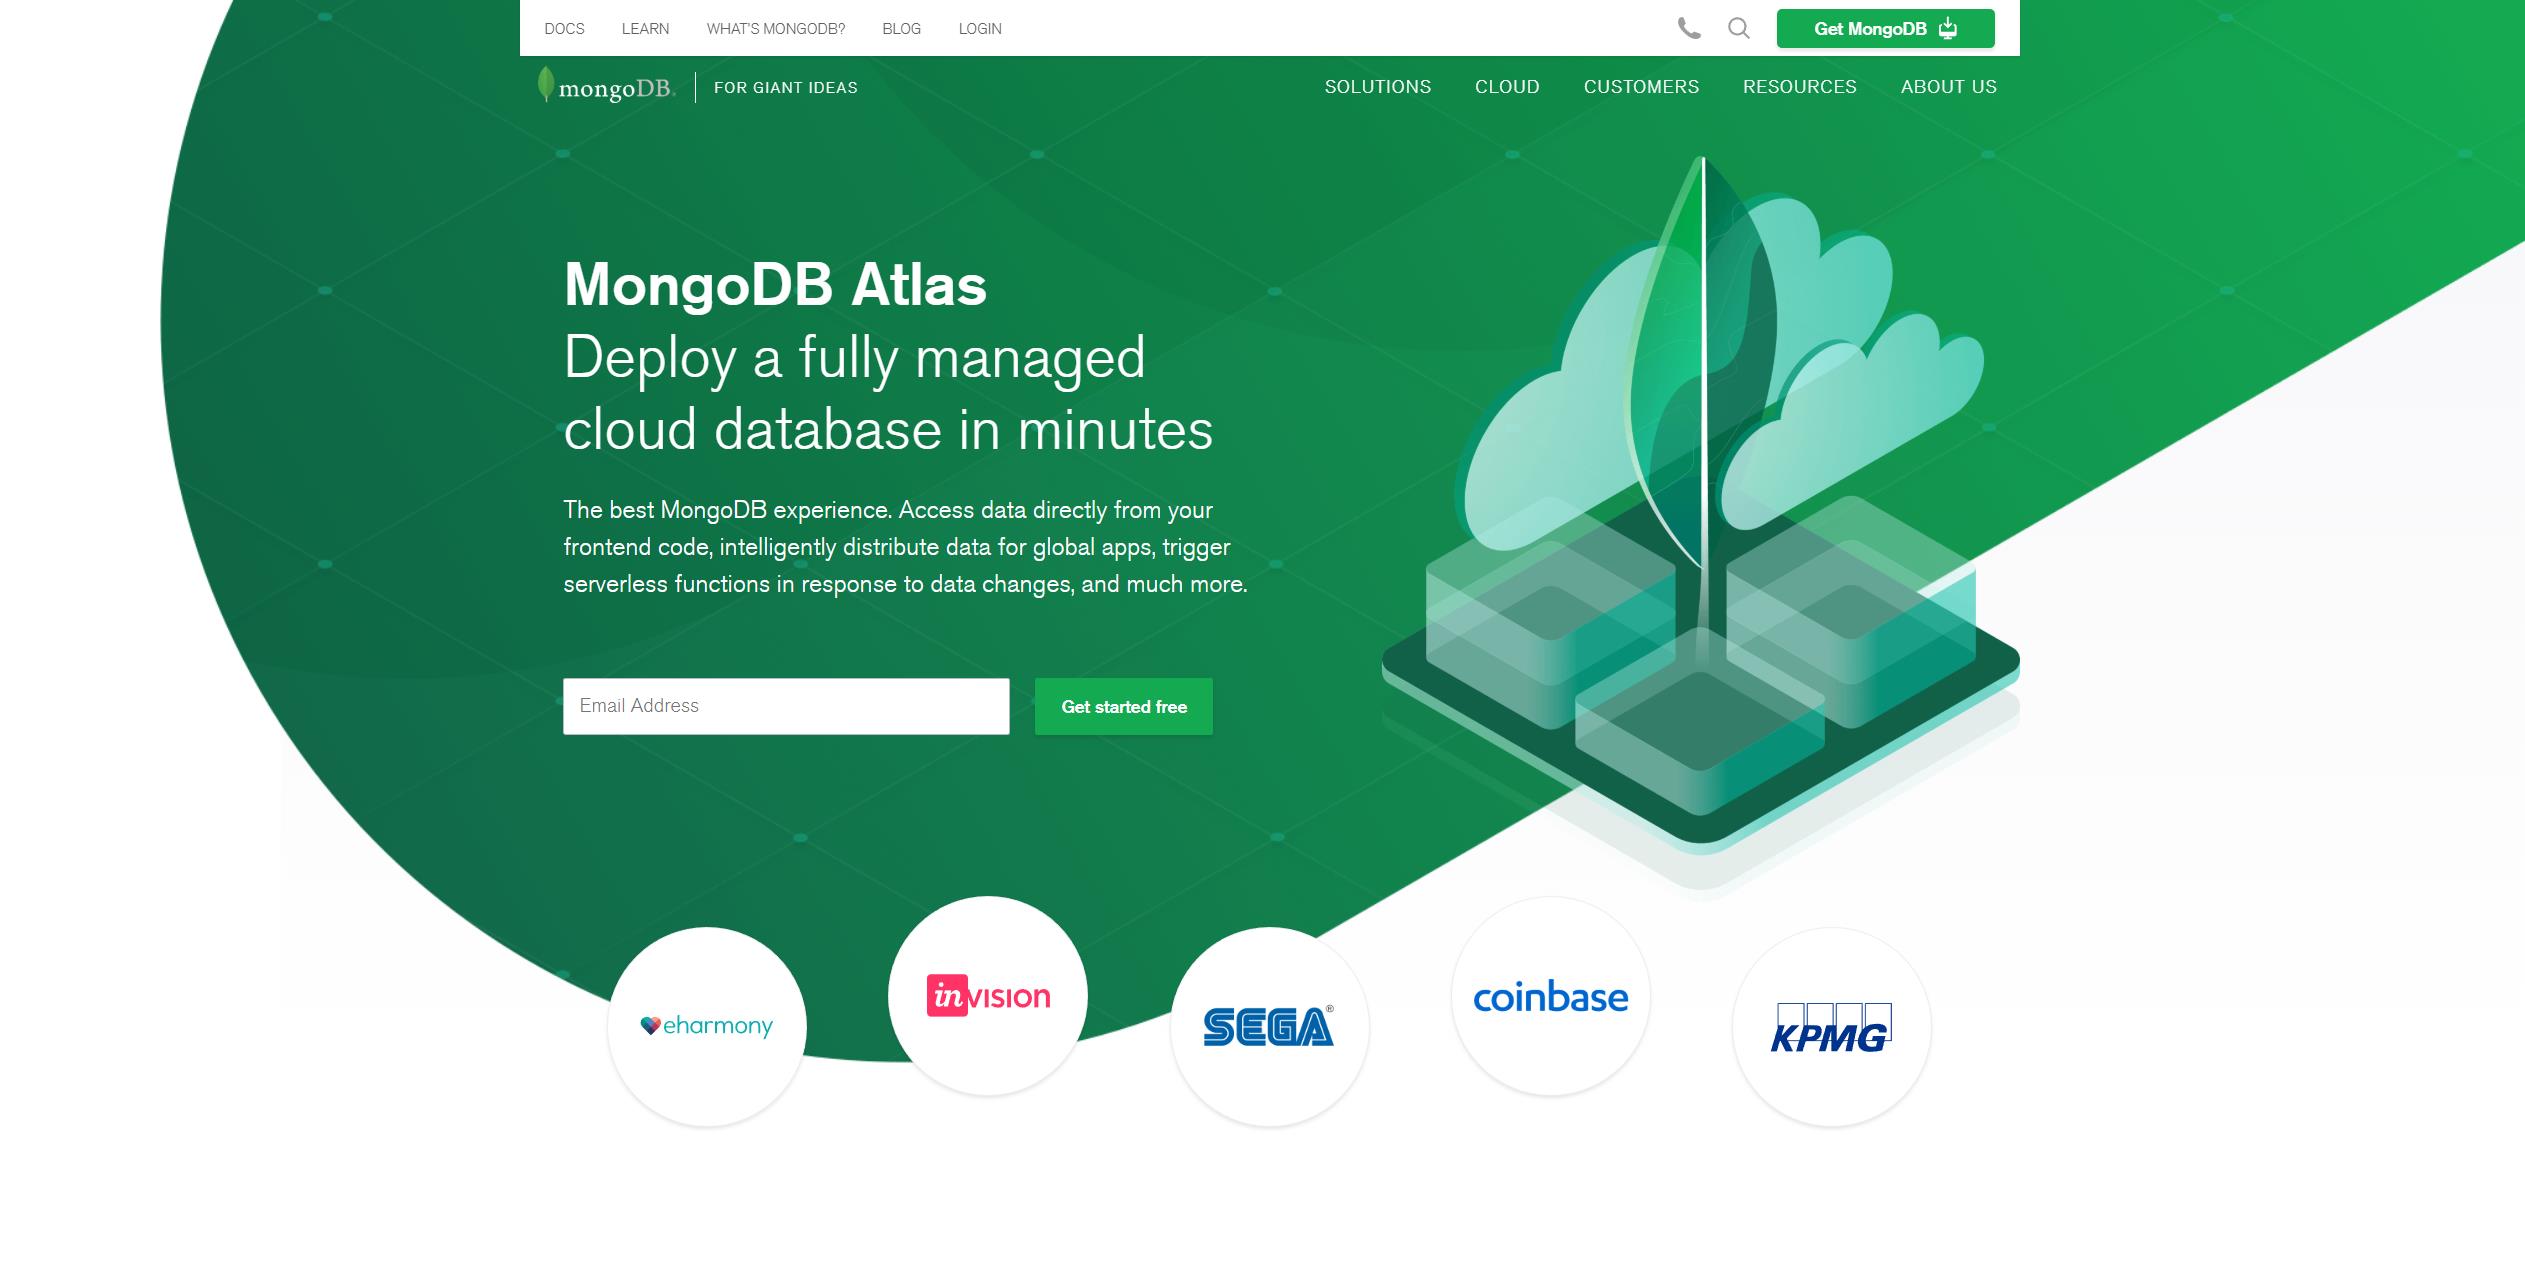 DOCS LEARN WHAT'S MONGODB? BLOG LOGIN Get MongoDB
mongoDB. FOR GIANT IDEAS SOLUTIONS CLOUD CUSTOMERS RESOURCES ABOUT US
MongoDB Atlas
Deploy a fully managed
cloud database in minutes
The best MongoDB experience. Access data directly from your
frontend code, intelligently distribute data for global apps, trigger
serverless functions in response to data changes, and much more.
Email Address Get started free
eharmony
invision
SEGA®
coinbase
KPMG